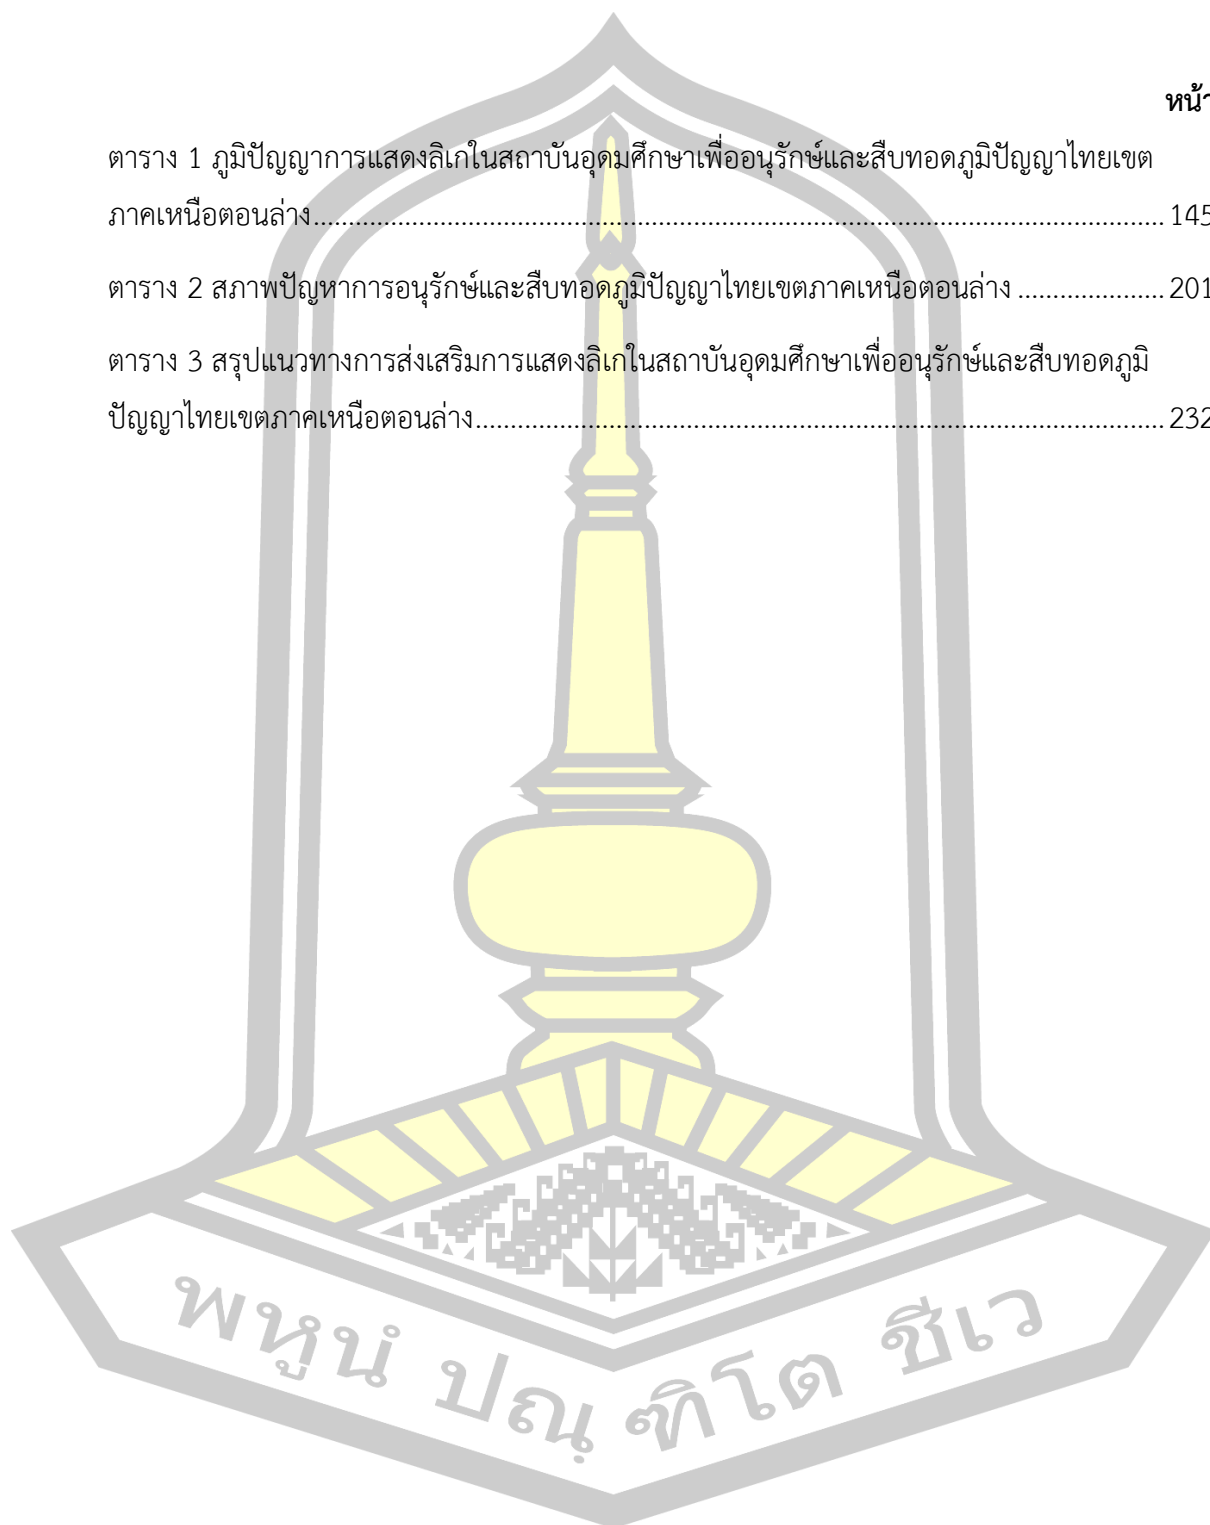 หน้า
ตาราง 1 ภูมิปัญญาการแสดงลิเกในสถาบันอุดมศึกษาเพื่ออนุรักษ์และสืบทอดภูมิปัญญาไทยเขต
ภาคเหนือตอนล่าง.................................................................................................................. 145
ตาราง 2 สภาพปัญหาการอนุรักษ์และสืบทอดภูมิปัญญาไทยเขตภาคเหนือตอนล่าง .................... 201
ตาราง 3 สรุปแนวทางการส่งเสริมการแสดงลิเกในสถาบันอุดมศึกษาเพื่ออนุรักษ์และสืบทอดภูมิ
ปัญญาไทยเขตภาคเหนือตอนล่าง............................................................................................ 232
พหูนํ ปณฺ ฑิโต ชีเว